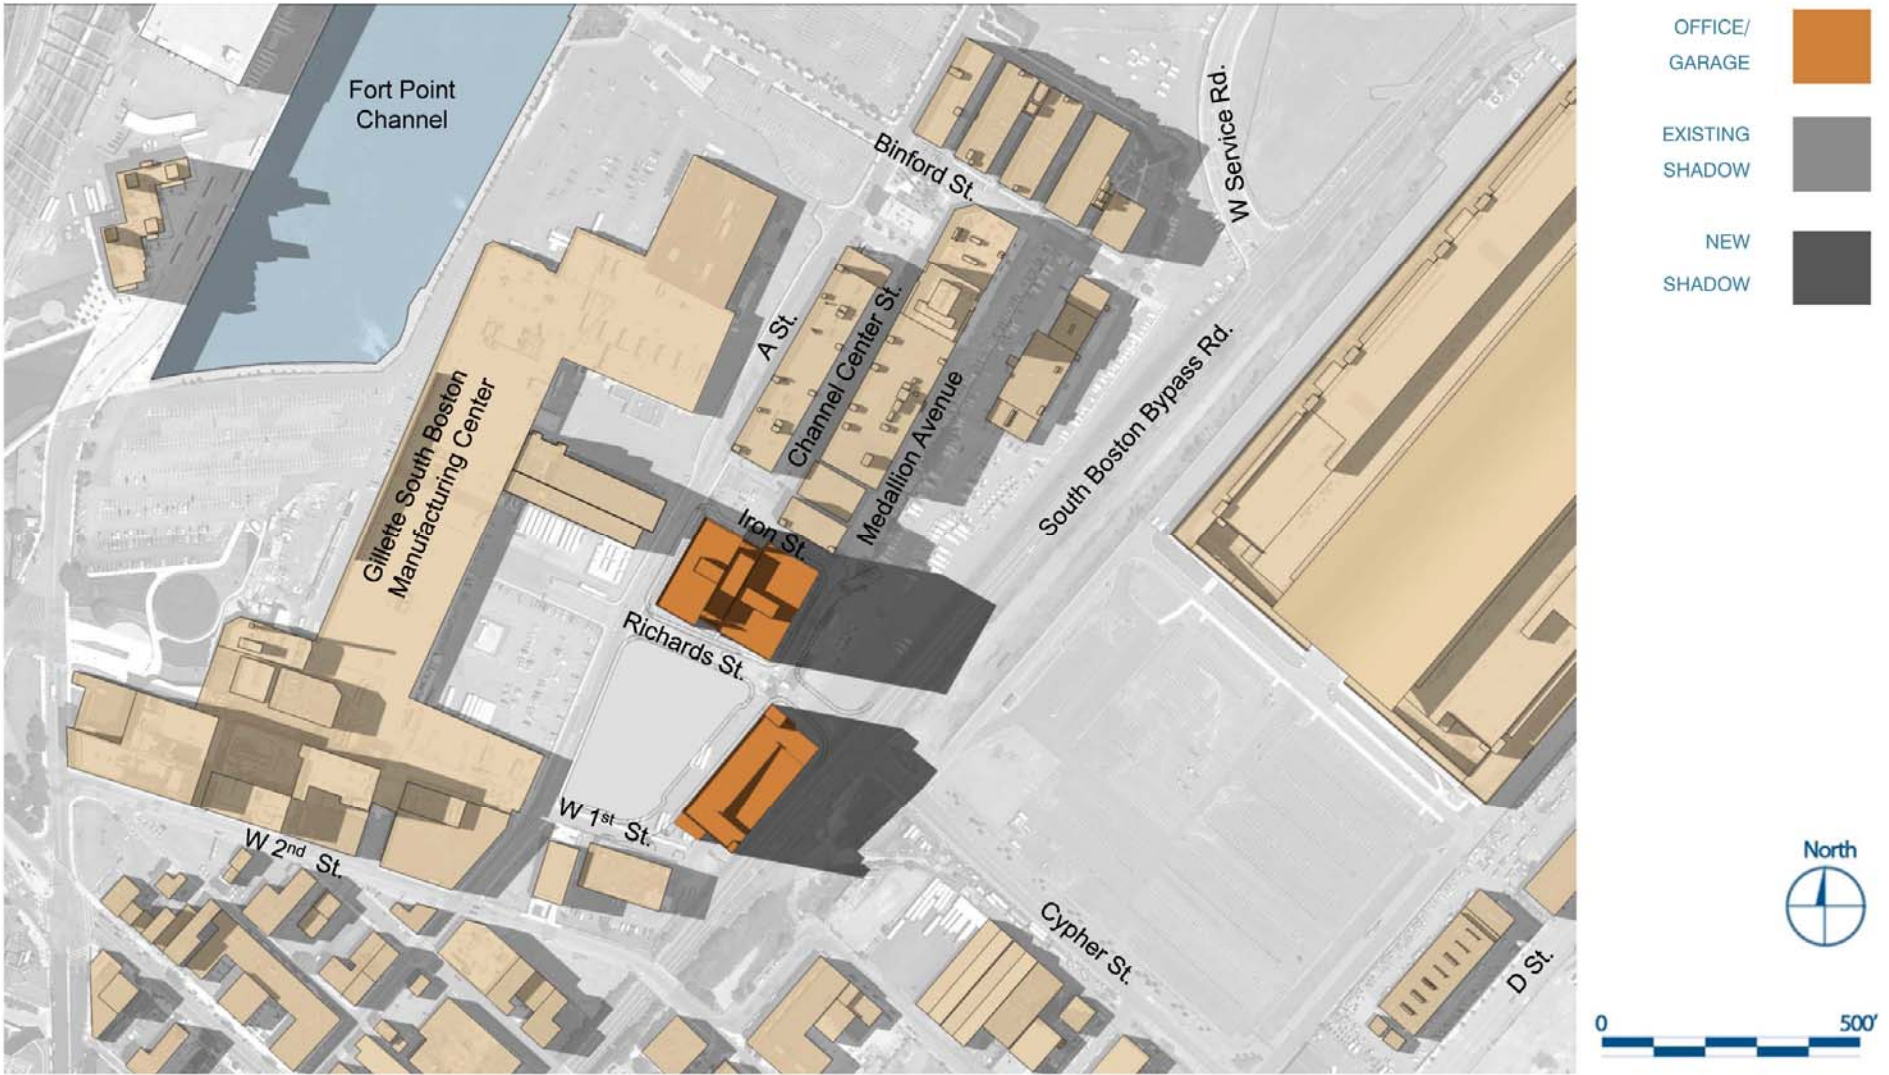 Fort Point
Channel
Binford St.
W Service Rd.
A St.
Channel Center St.
Medallion Avenue
South Boston Bypass Rd.
Gillette South Boston
Manufacturing Center
Iron St.
Richards St.
W 1st St.
W 2nd St.
Cypher St.
D St.
OFFICE/
GARAGE
EXISTING
SHADOW
NEW
SHADOW
North
0 500'